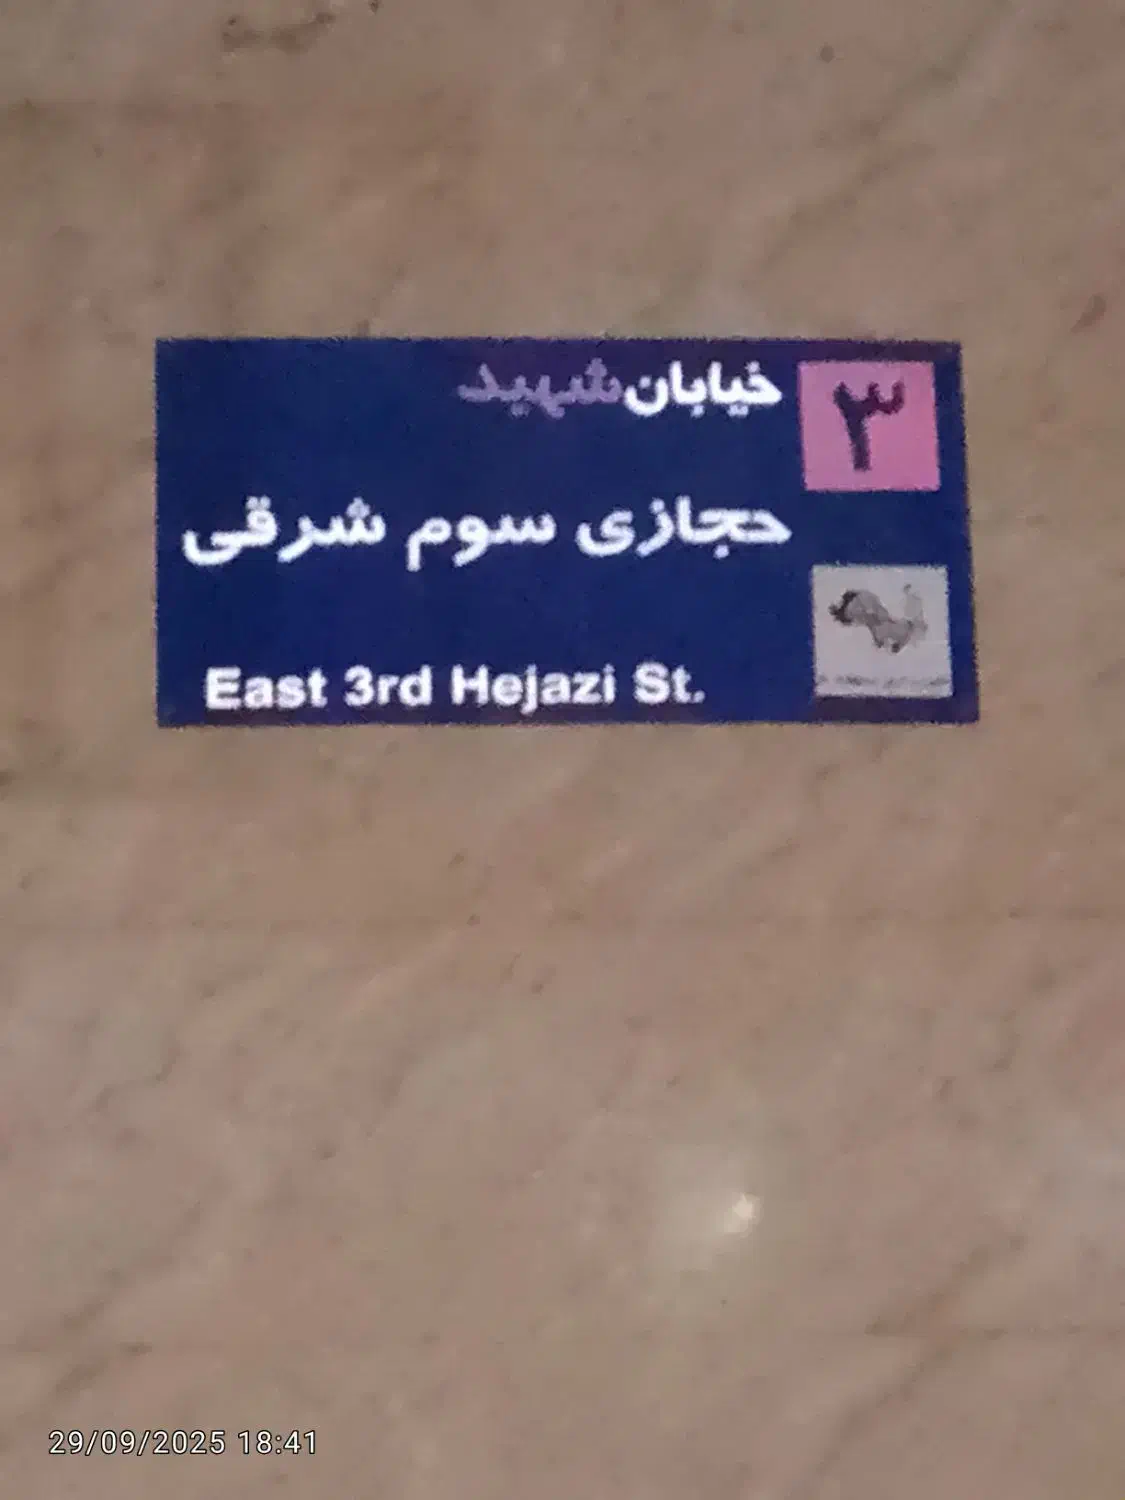 خیابان شهید
۳
حجازی سوم شرقی
East 3rd Hejazi St.
29/09/2025 18:41